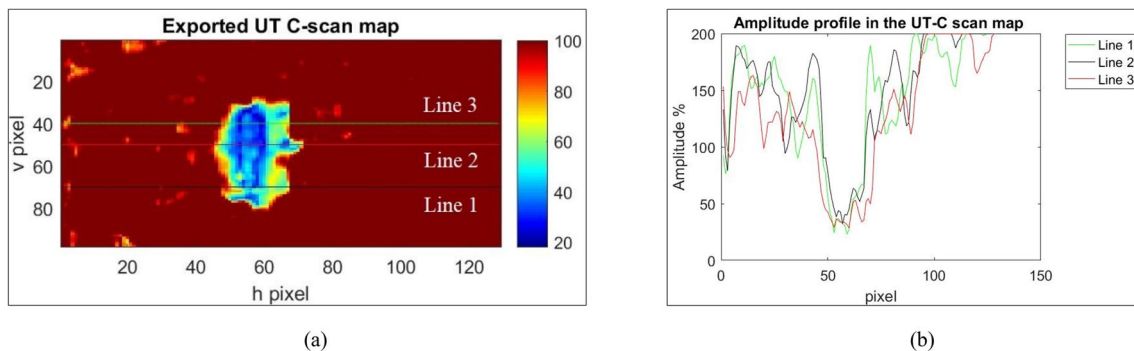 Exported UT C-scan map
v pixel
20
40
60
80
Line 3
Line 2
Line 1
20
40
60
80
100
120
h pixel
100
80
60
40
20
(a)
Amplitude profile in the UT-C scan map
Amplitude %
200
150
100
50
0
0
50
100
150
pixel
Line 1
Line 2
Line 3
(b)